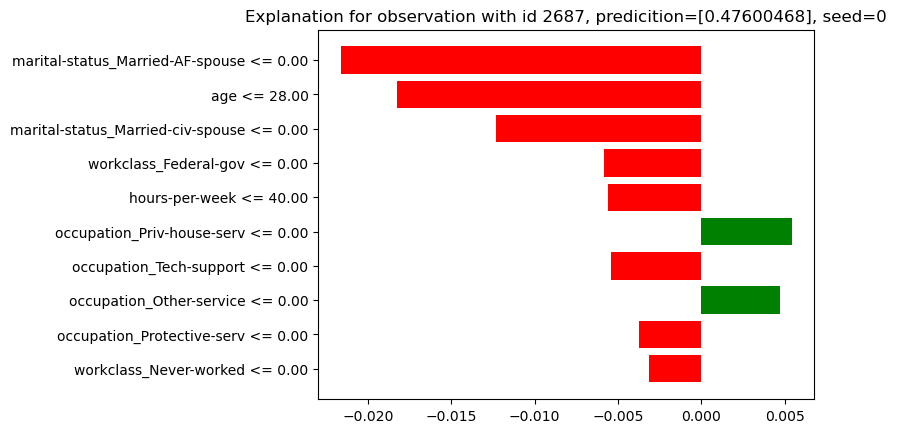 Explanation for observation with id 2687, predicition=[0.47600468], seed=0
marital-status_Married-AF-spouse <= 0.00
age <= 28.00
marital-status_Married-civ-spouse <= 0.00
workclass_Federal-gov <= 0.00
hours-per-week <= 40.00
occupation_Priv-house-serv <= 0.00
occupation_Tech-support <= 0.00
occupation_Other-service <= 0.00
occupation_Protective-serv <= 0.00
workclass_Never-worked <= 0.00
−0.020 −0.015 −0.010 −0.005 0.000 0.005